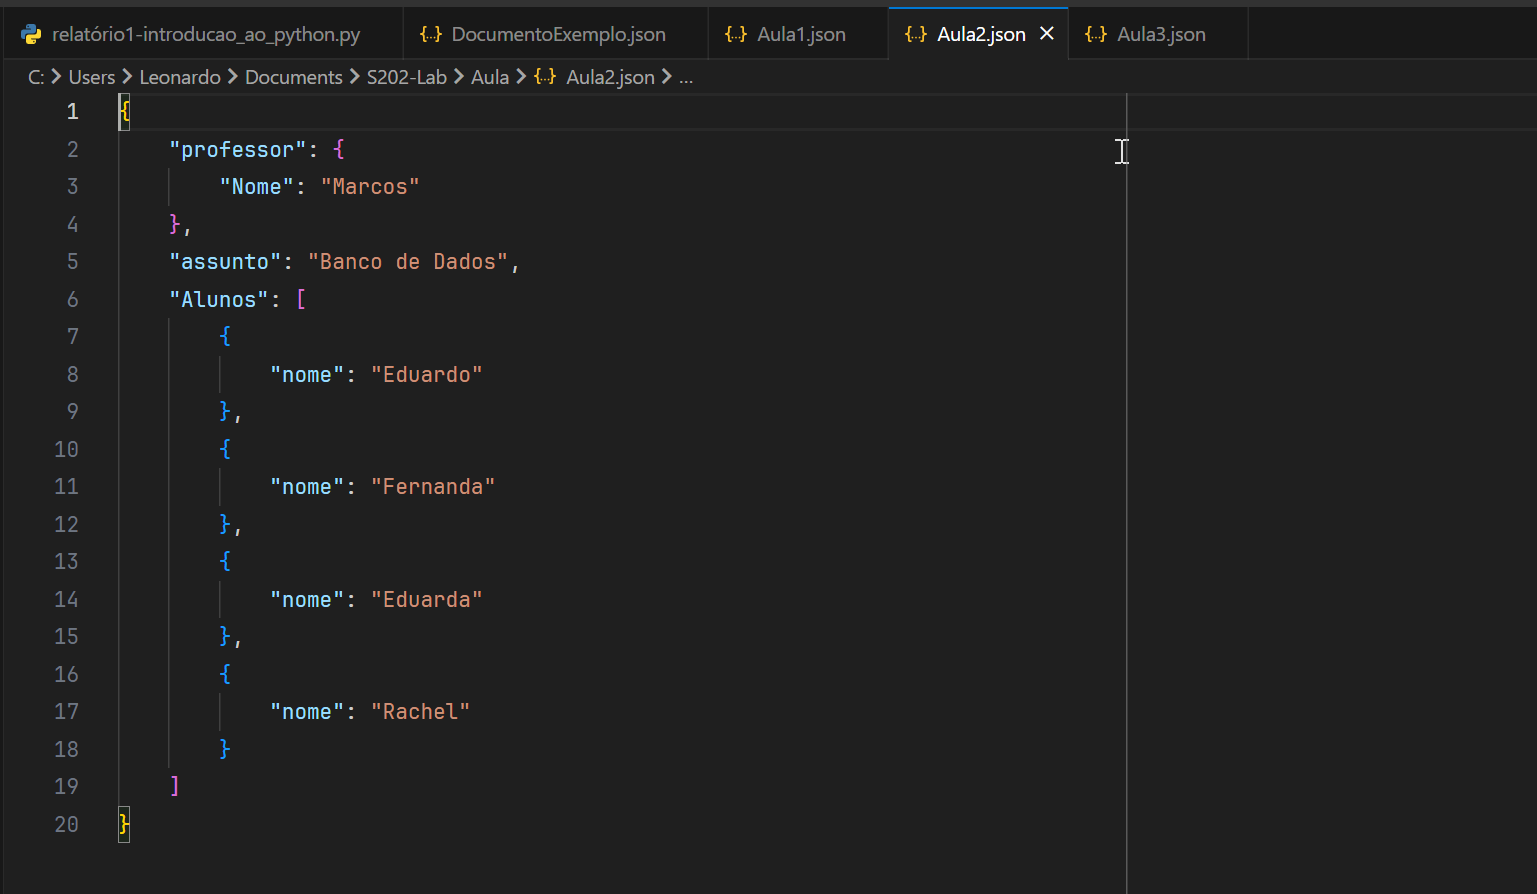 relatório1-introducao_ao_python.py {..} DocumentoExemplo.json {..} Aula1.json {..} Aula2.json × {..} Aula3.json
C: > Users > Leonardo > Documents > S202-Lab > Aula > {..} Aula2.json > ...
1 {
2     "professor": {
3         "Nome": "Marcos"
4     },
5     "assunto": "Banco de Dados",
6     "Alunos": [
7         {
8             "nome": "Eduardo"
9         },
10         {
11             "nome": "Fernanda"
12         },
13         {
14             "nome": "Eduarda"
15         },
16         {
17             "nome": "Rachel"
18         }
19     ]
20 }